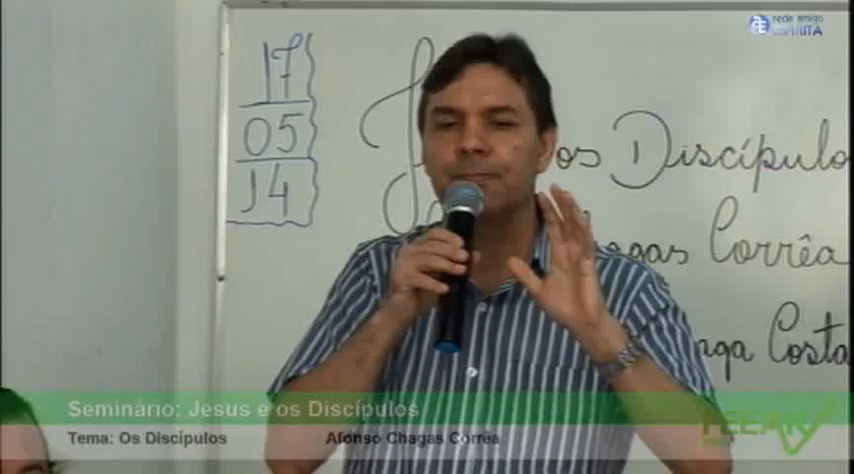 rede amigo
ESPÍRITA
17
05
14
os Discípulo
agas Corrêa
Costa
Seminário: Jesus e os Discípulos
Tema: Os Discípulos Afonso Chagas Corrêa